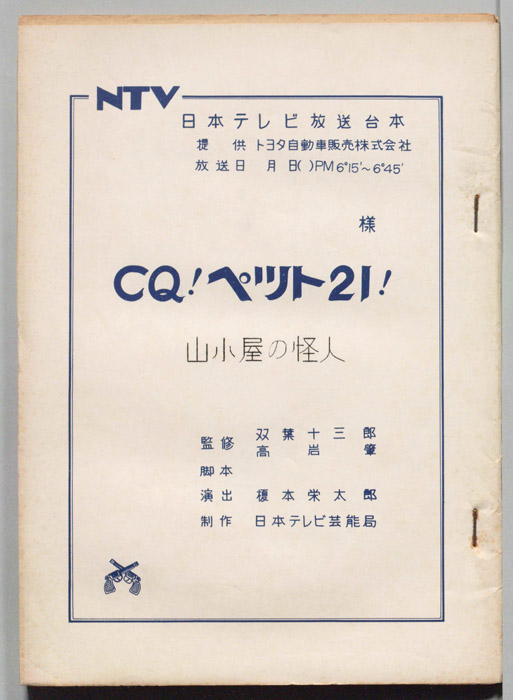 NTV
日本テレビ放送台本
提 供 トヨタ自動車販売株式会社
放送日 月 日( )PM6°15'~6°45'
様
CQ!ペット21!
山小屋の怪人
監修 双葉十三郎
高岩肇
脚本
演出 榎本栄太郎
制作 日本テレビ芸能局